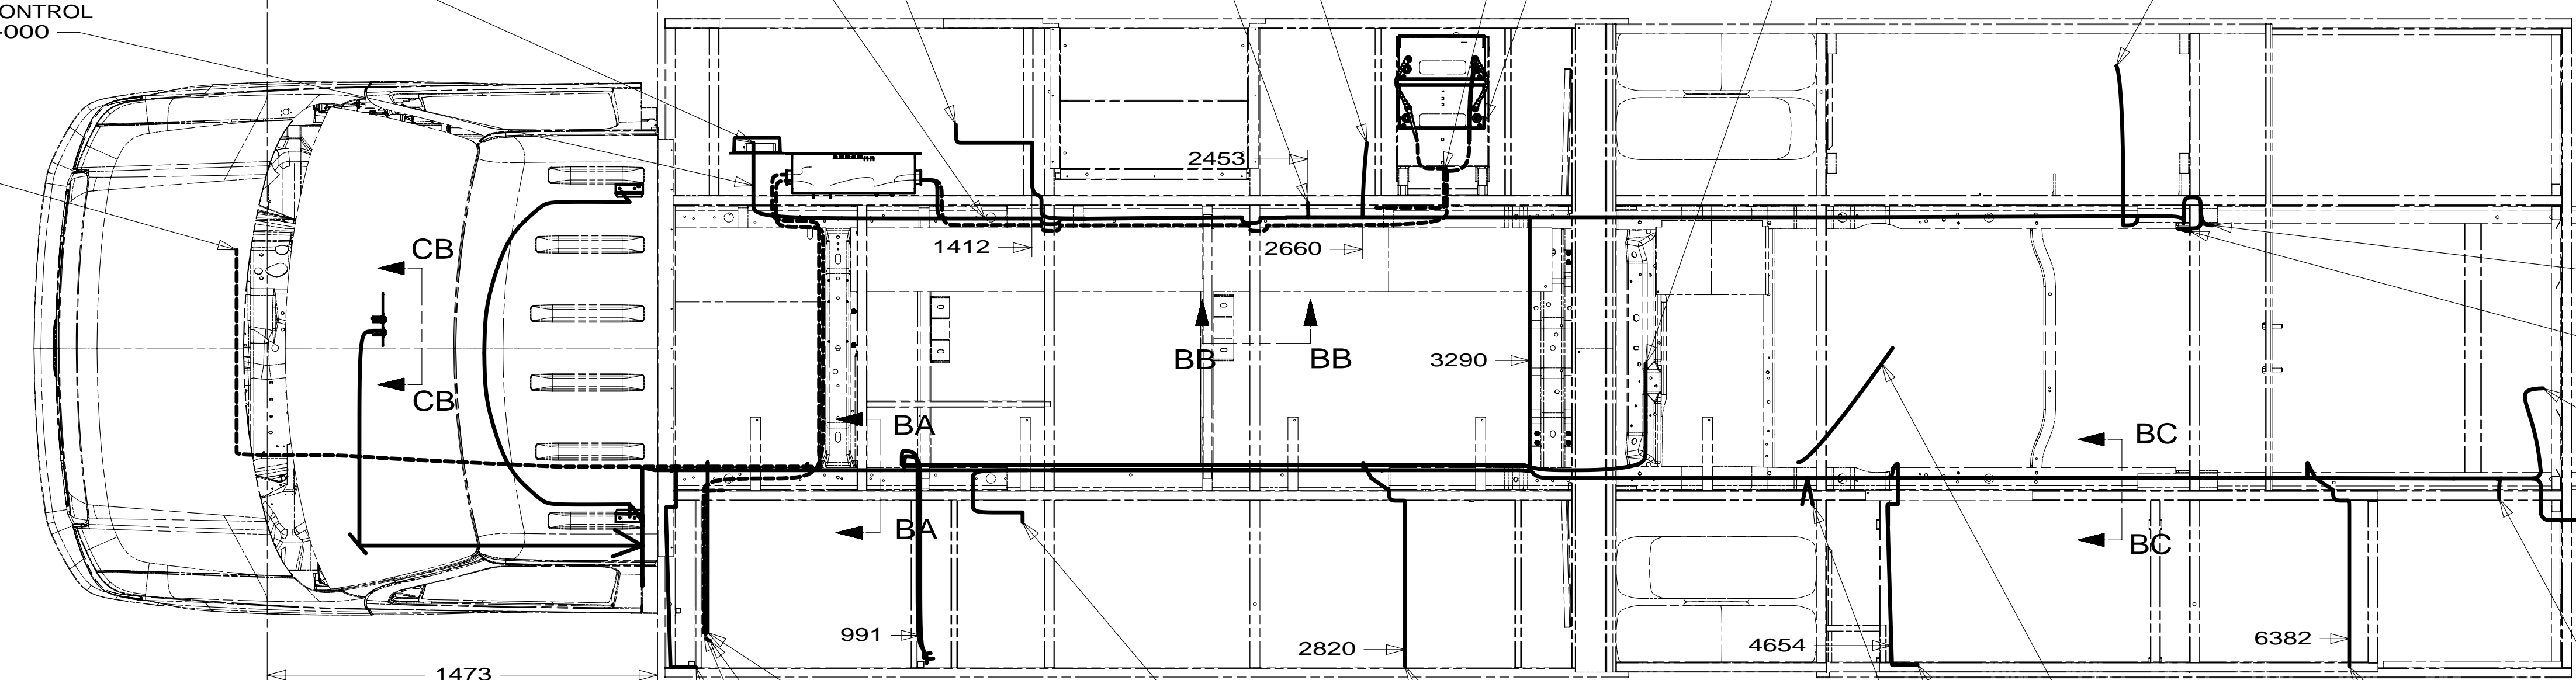 ONTROL
-000
2453
CB
1412
2660
BB
BB
3290
CB
BA
BC
BA
BC
991
2820
4654
6382
1473